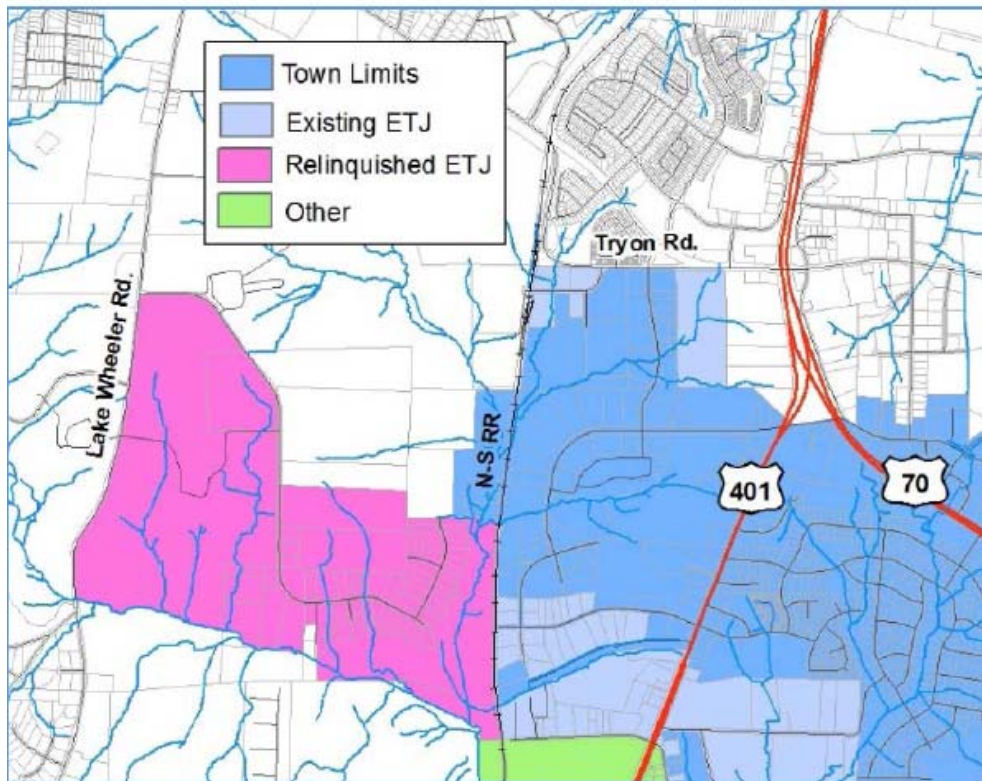 Town Limits
Existing ETJ
Relinquished ETJ
Other
Tryon Rd.
Lake Wheeler Rd.
N-S RR
401
70